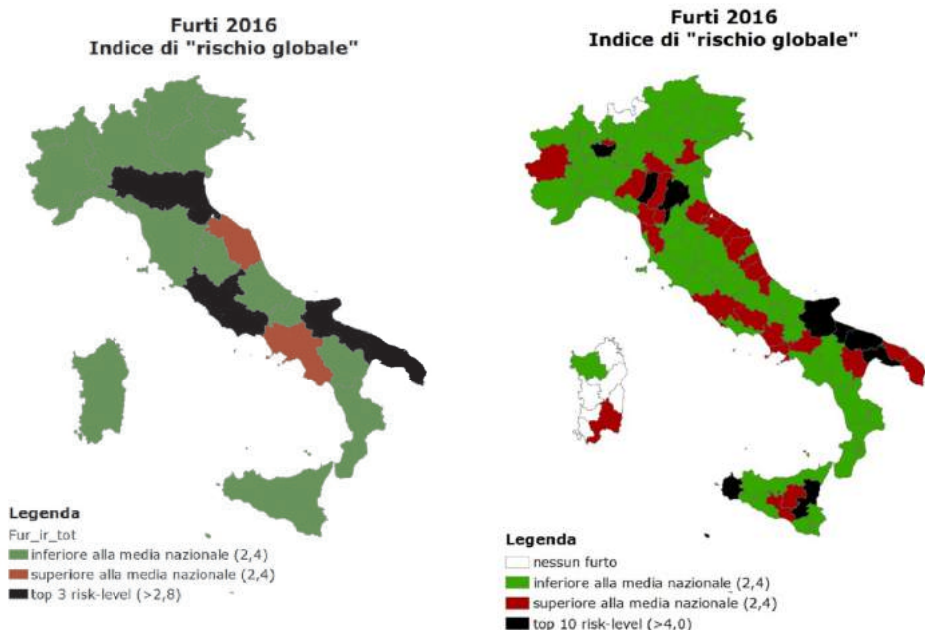 Furti 2016
Indice di "rischio globale"
Legenda
Fur_ir_tot
inferiore alla media nazionale (2,4)
superiore alla media nazionale (2,4)
top 3 risk-level (>2,8)
Furti 2016
Indice di "rischio globale"
Legenda
nessun furto
inferiore alla media nazionale (2,4)
superiore alla media nazionale (2,4)
top 10 risk-level (>4,0)